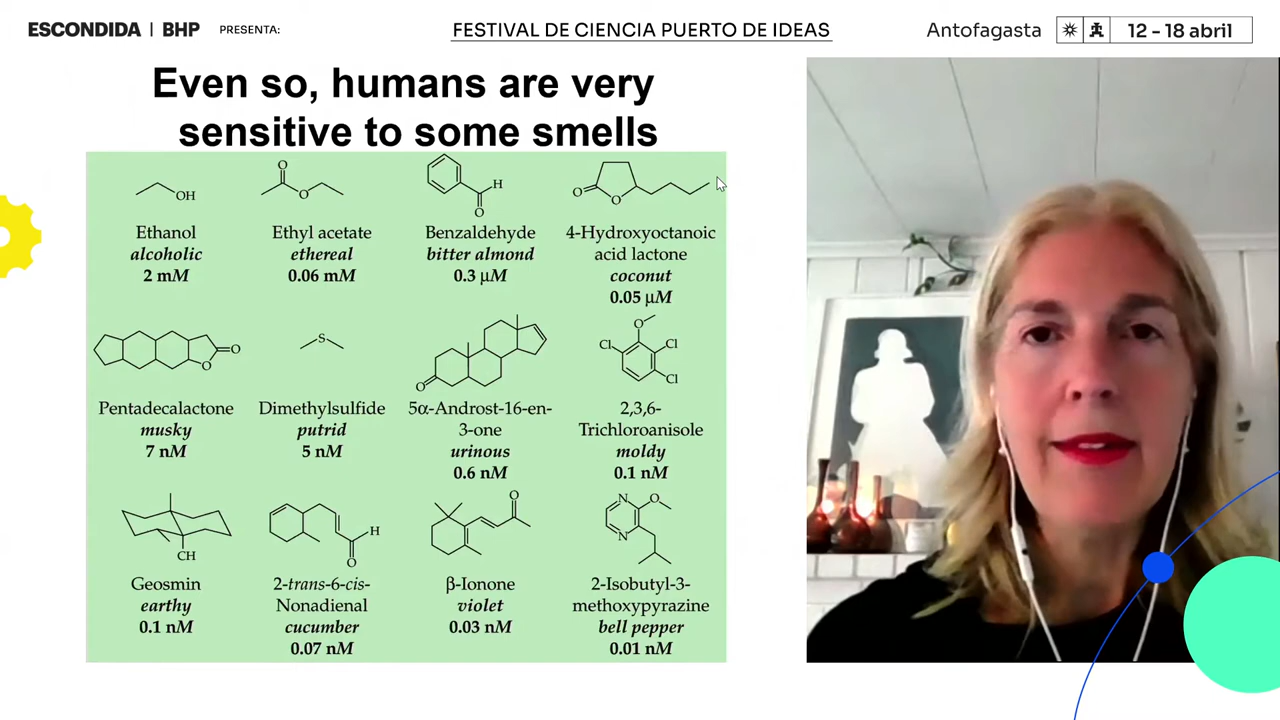 ESCONDIDA | BHP PRESENTA:
FESTIVAL DE CIENCIA PUERTO DE IDEAS
Antofagasta
12 – 18 abril
Even so, humans are very
sensitive to some smells
OH
Ethanol
alcoholic
2 mM
O
O
Ethyl acetate
ethereal
0.06 mM
H
O
Benzaldehyde
bitter almond
0.3 µM
O
O
4-Hydroxyoctanoic
acid lactone
coconut
0.05 µM
O
O
Pentadecalactone
musky
7 nM
S
Dimethylsulfide
putrid
5 nM
O
5α-Androst-16-en-
3-one
urinous
0.6 nM
O
Cl
Cl
Cl
2,3,6-
Trichloroanisole
moldy
0.1 nM
CH
Geosmin
earthy
0.1 nM
H
O
2-trans-6-cis-
Nonadienal
cucumber
0.07 nM
O
β-Ionone
violet
0.03 nM
N
O
N
2-Isobutyl-3-
methoxypyrazine
bell pepper
0.01 nM